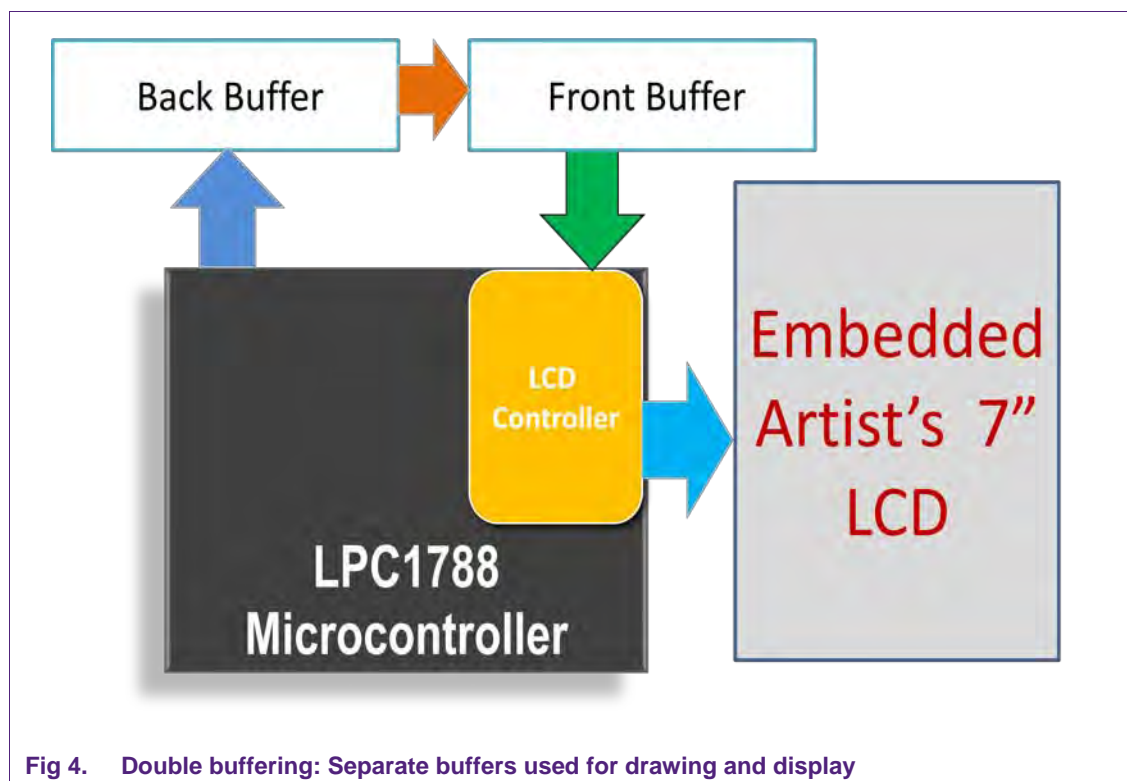 Back Buffer
Front Buffer
LCD
Controller
LPC1788
Microcontroller
Embedded
Artist’s 7”
LCD
Fig 4. Double buffering: Separate buffers used for drawing and display